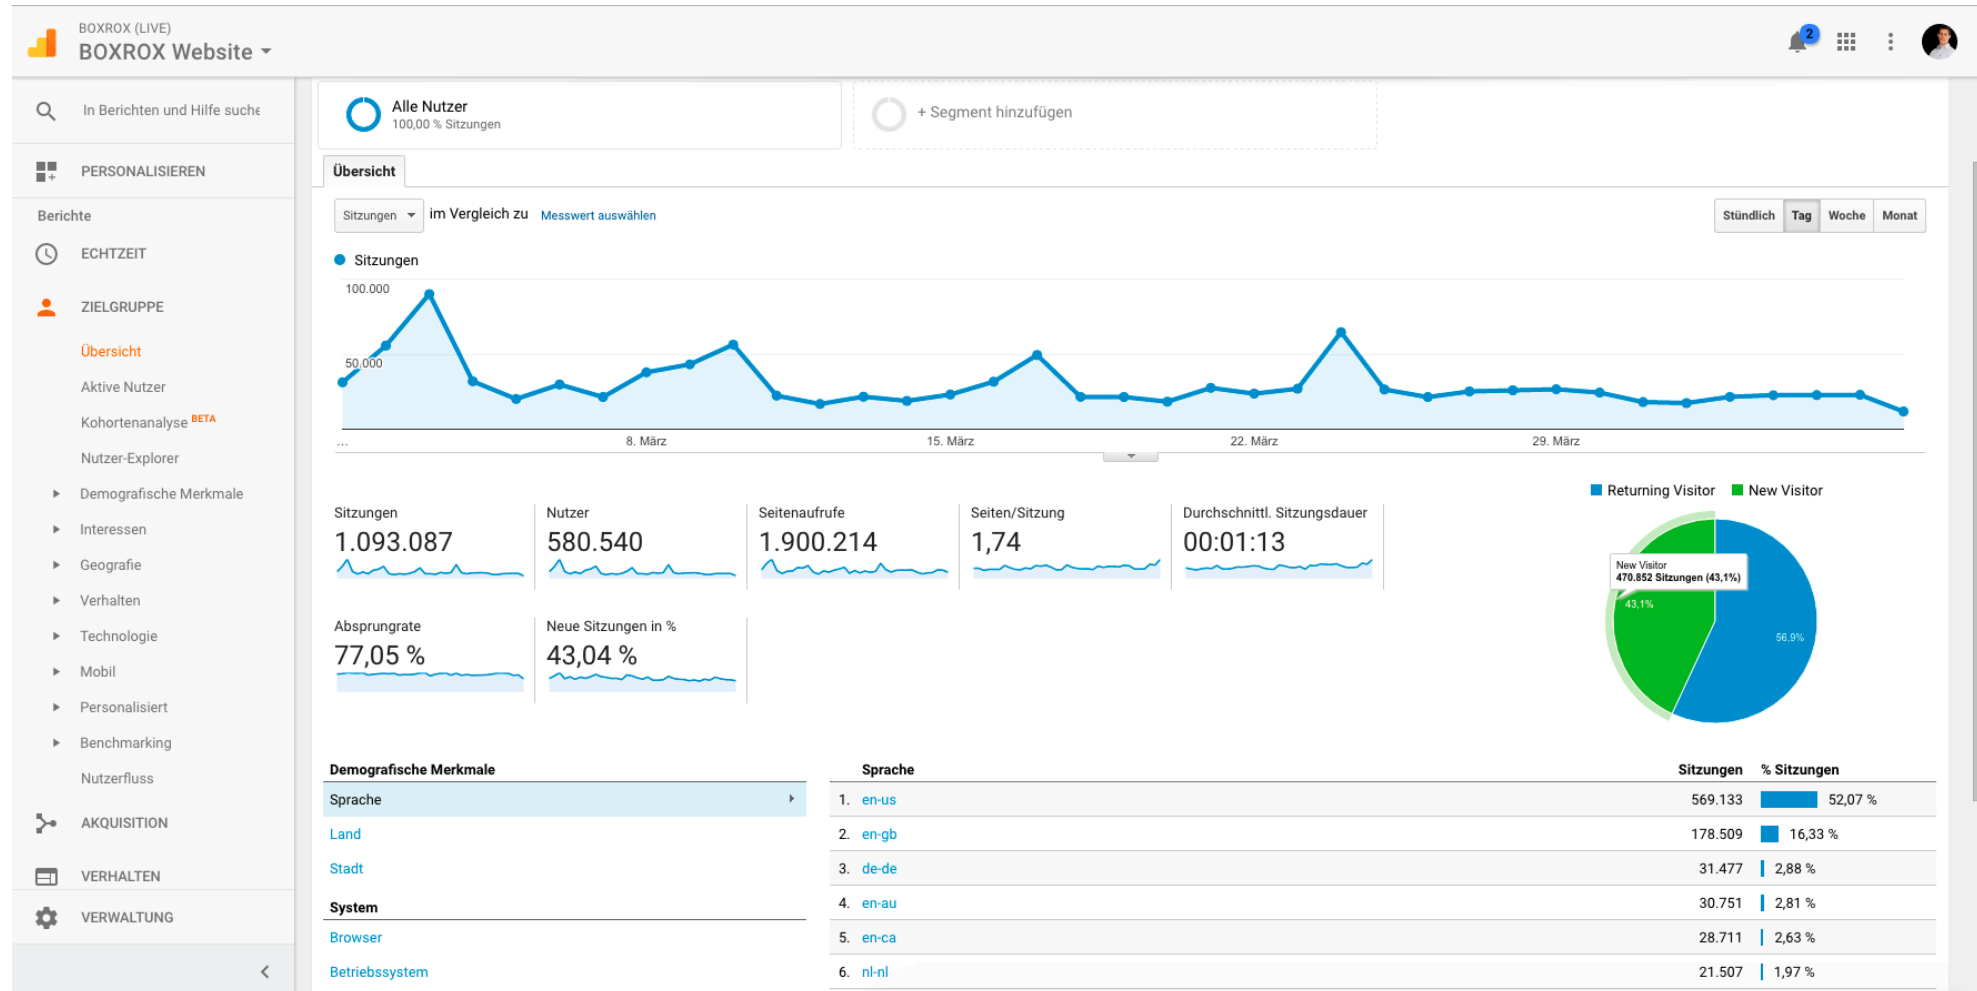 BOXROX (LIVE)
BOXROX Website
2
In Berichten und Hilfe suche
PERSONALISIEREN
Berichte
ECHTZEIT
ZIELGRUPPE
Übersicht
Aktive Nutzer
Kohortenanalyse BETA
Nutzer-Explorer
Demografische Merkmale
Interessen
Geografie
Verhalten
Technologie
Mobil
Personalisiert
Benchmarking
Nutzerfluss
AKQUISITION
VERHALTEN
VERWALTUNG
Alle Nutzer
100,00 % Sitzungen
+ Segment hinzufügen
Übersicht
Sitzungen im Vergleich zu Messwert auswählen
Stündlich Tag Woche Monat
Sitzungen
100.000
50.000
... 8. März 15. März 22. März 29. März
Returning Visitor New Visitor
Sitzungen Nutzer Seitenaufrufe Seiten/Sitzung Durchschnittl. Sitzungsdauer
1.093.087 580.540 1.900.214 1,74 00:01:13
New Visitor
470.852 Sitzungen (43,1%)
43,1%
56,9%
Absprungrate Neue Sitzungen in %
77,05 % 43,04 %
Demografische Merkmale
Sprache
Land
Stadt
System
Browser
Betriebssystem
Sprache Sitzungen % Sitzungen
1. en-us 569.133 52,07 %
2. en-gb 178.509 16,33 %
3. de-de 31.477 2,88 %
4. en-au 30.751 2,81 %
5. en-ca 28.711 2,63 %
6. nl-nl 21.507 1,97 %